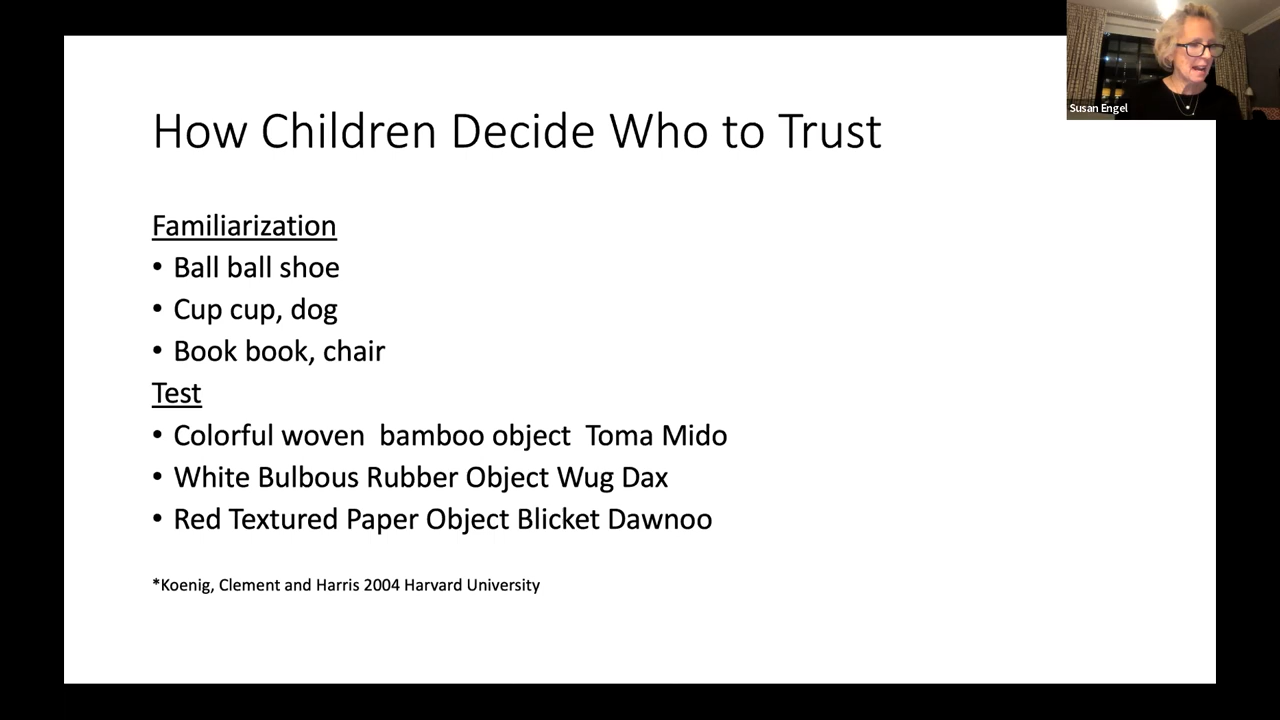 Susan Engel
How Children Decide Who to Trust
Familiarization
• Ball ball shoe
• Cup cup, dog
• Book book, chair
Test
• Colorful woven  bamboo object  Toma Mido
• White Bulbous Rubber Object Wug Dax
• Red Textured Paper Object Blicket Dawnoo
*Koenig, Clement and Harris 2004 Harvard University